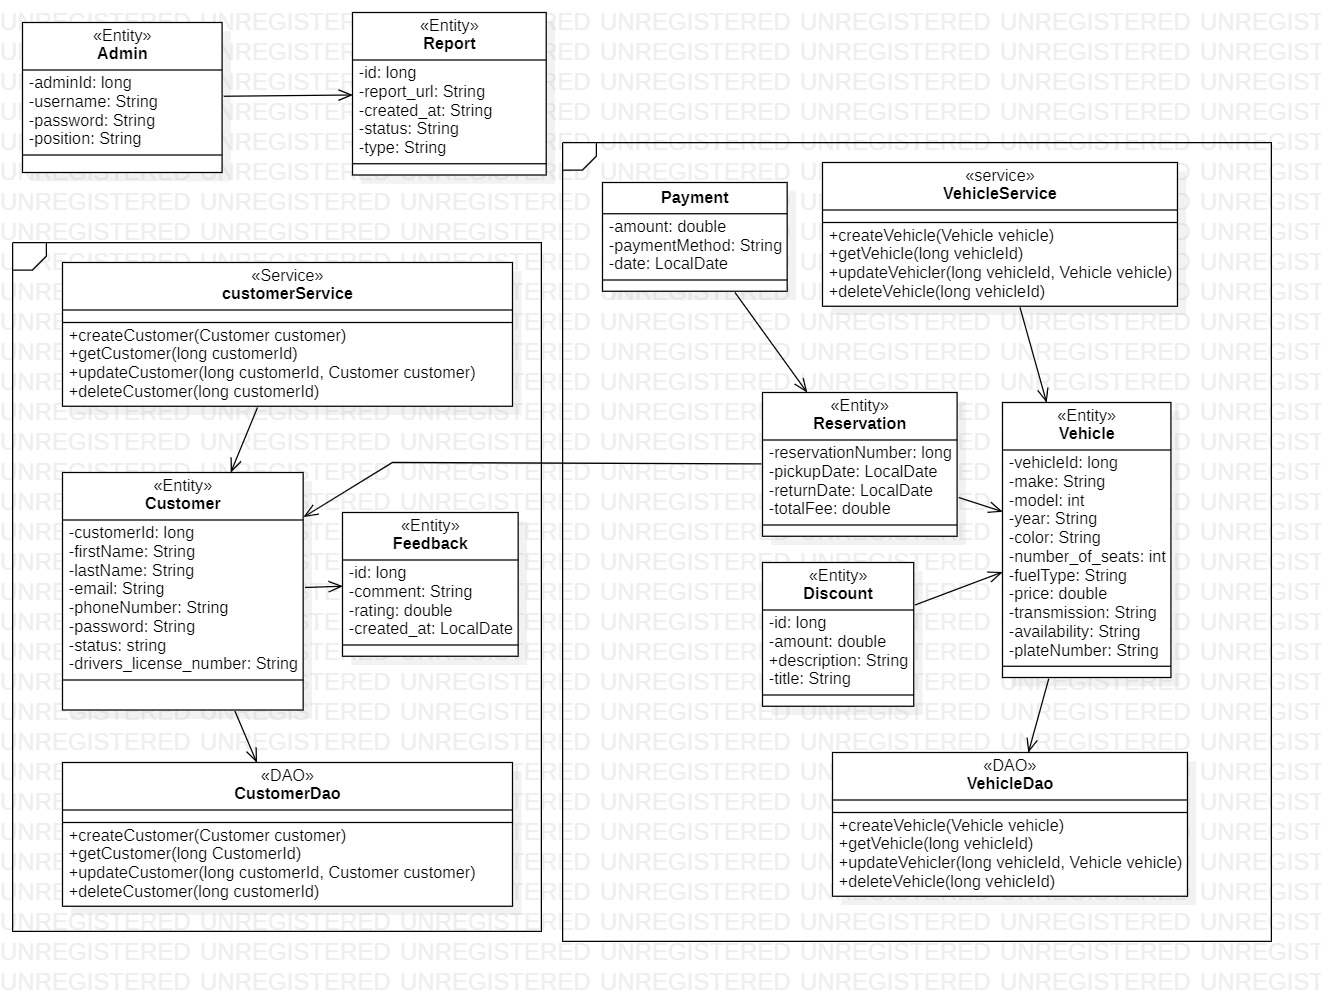 «Entity»
Admin
-adminId: long
-username: String
-password: String
-position: String
«Entity»
Report
-id: long
-report_url: String
-created_at: String
-status: String
-type: String
«Service»
customerService
+createCustomer(Customer customer)
+getCustomer(long customerId)
+updateCustomer(long customerId, Customer customer)
+deleteCustomer(long customerId)
«Entity»
Customer
-customerId: long
-firstName: String
-lastName: String
-email: String
-phoneNumber: String
-password: String
-status: string
-drivers_license_number: String
«Entity»
Feedback
-id: long
-comment: String
-rating: double
-created_at: LocalDate
«DAO»
CustomerDao
+createCustomer(Customer customer)
+getCustomer(long CustomerId)
+updateCustomer(long customerId, Customer customer)
+deleteCustomer(long customerId)
Payment
-amount: double
-paymentMethod: String
-date: LocalDate
«service»
VehicleService
+createVehicle(Vehicle vehicle)
+getVehicle(long vehicleId)
+updateVehicler(long vehicleId, Vehicle vehicle)
+deleteVehicle(long vehicleId)
«Entity»
Reservation
-reservationNumber: long
-pickupDate: LocalDate
-returnDate: LocalDate
-totalFee: double
«Entity»
Vehicle
-vehicleId: long
-make: String
-model: int
-year: String
-color: String
-number_of_seats: int
-fuelType: String
-price: double
-transmission: String
-availability: String
-plateNumber: String
«Entity»
Discount
-id: long
-amount: double
+description: String
-title: String
«DAO»
VehicleDao
+createVehicle(Vehicle vehicle)
+getVehicle(long vehicleId)
+updateVehicler(long vehicleId, Vehicle vehicle)
+deleteVehicle(long vehicleId)
UNREGISTERED